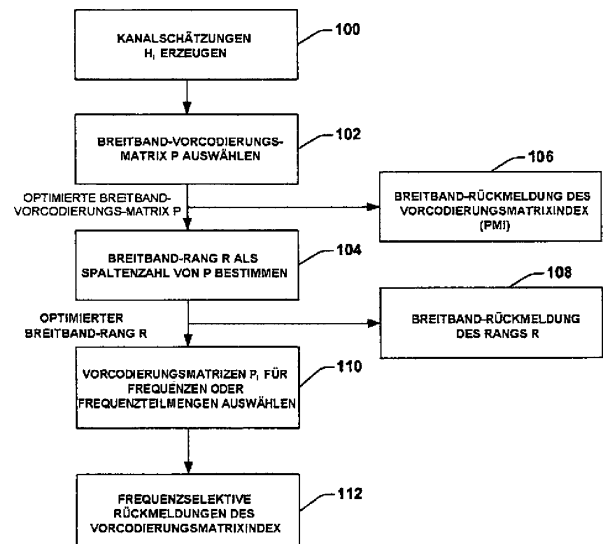 100
KANALSCHÄTZUNGEN
Hᵢ ERZEUGEN
102
BREITBAND-VORCODIERUNGS-
MATRIX P AUSWÄHLEN
106
OPTIMIERTE BREITBAND-
VORCODIERUNGS-MATRIX P
BREITBAND-RÜCKMELDUNG DES
VORCODIERUNGSMATRIXINDEX
(PMI)
104
BREITBAND-RANG R ALS
SPALTENZAHL VON P BESTIMMEN
108
OPTIMIERTER
BREITBAND-RANG R
BREITBAND-RÜCKMELDUNG
DES RANGS R
110
VORCODIERUNGSMATRIZEN Pᵢ FÜR
FREQUENZEN ODER
FREQUENZTEILMENGEN AUSWÄHLEN
112
FREQUENZSELEKTIVE
RÜCKMELDUNGEN DES
VORCODIERUNGSMATRIXINDEX